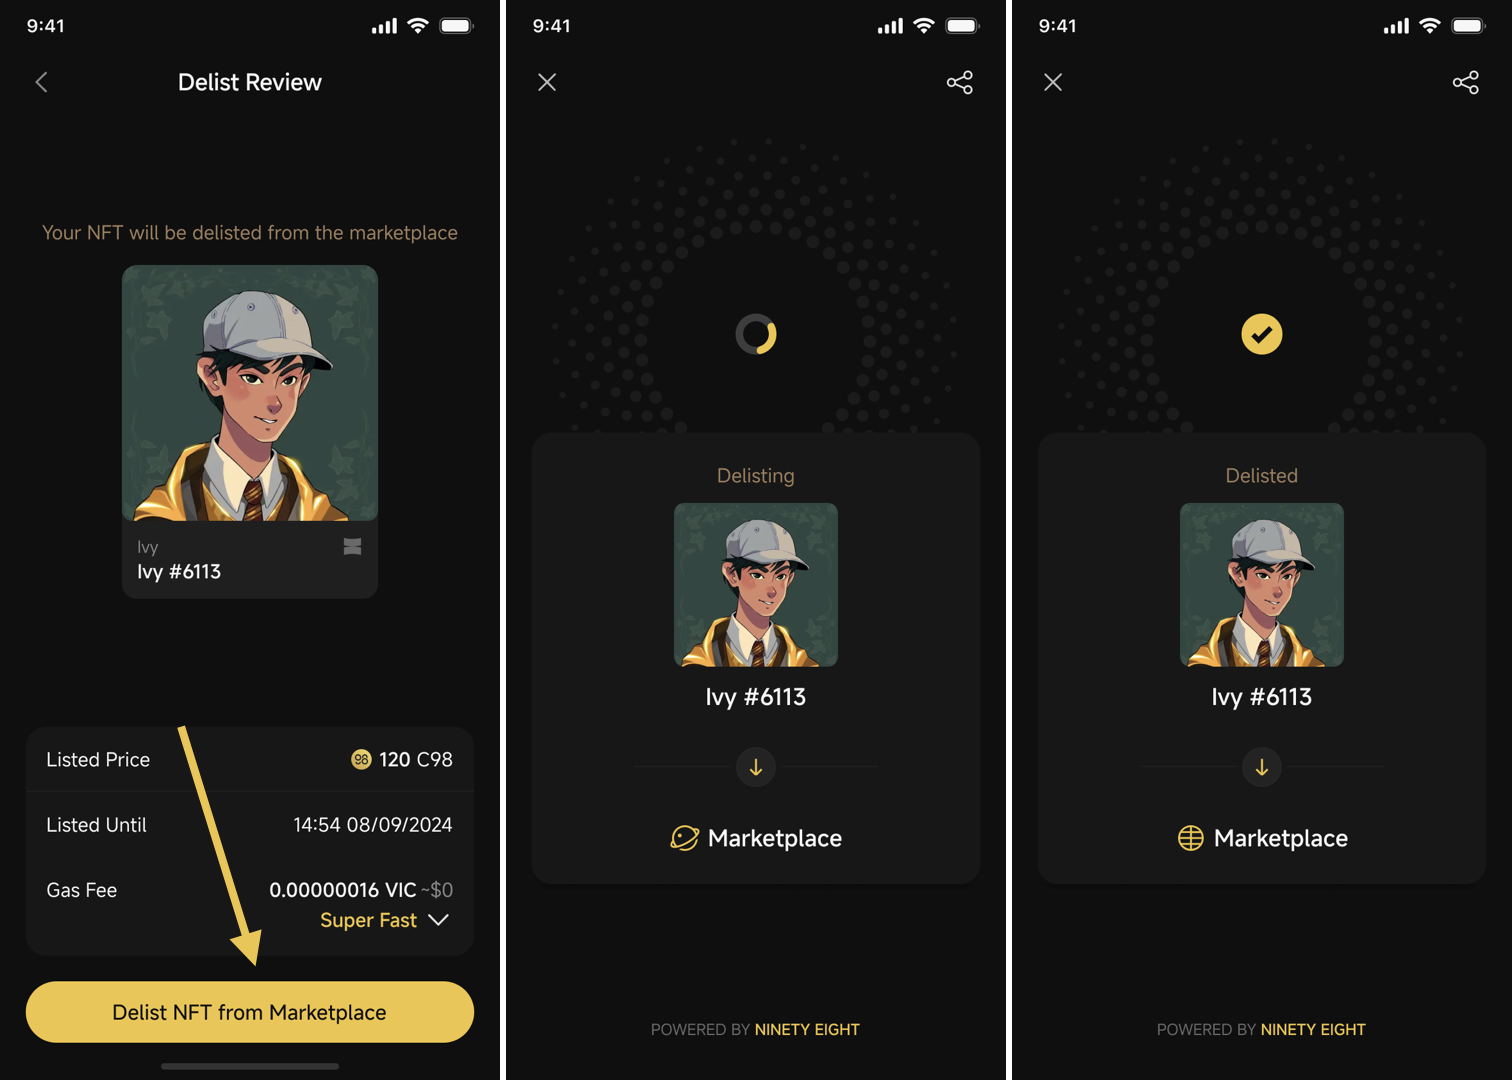 9:41
Delist Review
Your NFT will be delisted from the marketplace
Ivy
Ivy #6113
Listed Price 98 120 C98
Listed Until 14:54 08/09/2024
Gas Fee 0.00000016 VIC ~$0
Super Fast
Delist NFT from Marketplace
9:41
Delisting
Ivy #6113
Marketplace
POWERED BY NINETY EIGHT
9:41
Delisted
Ivy #6113
Marketplace
POWERED BY NINETY EIGHT